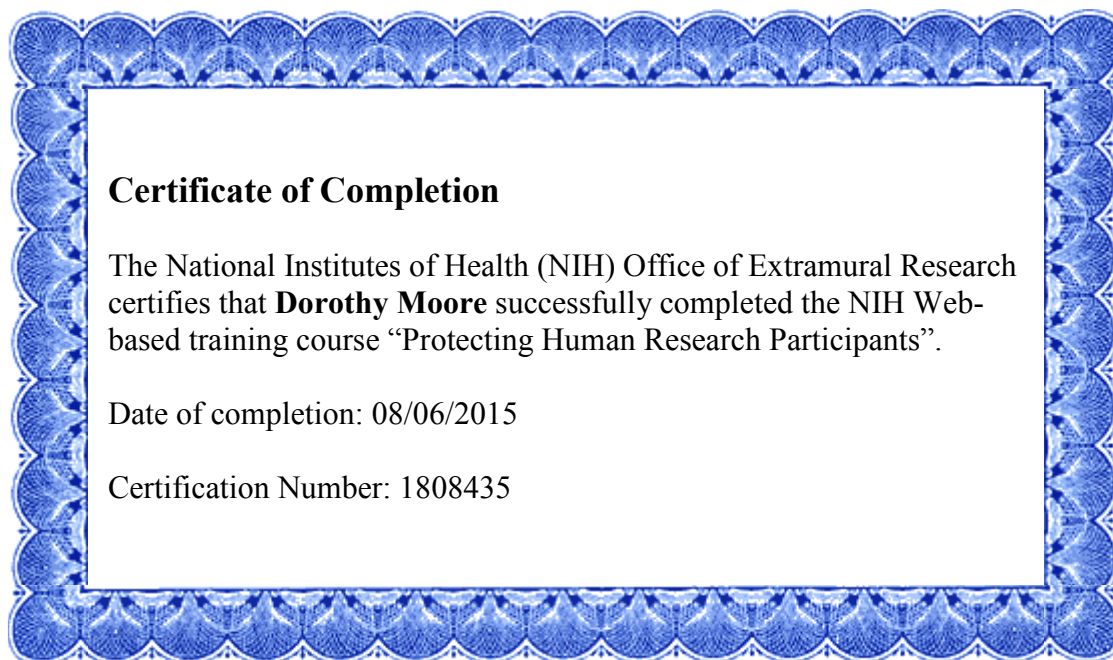 Certificate of Completion
The National Institutes of Health (NIH) Office of Extramural Research
certifies that Dorothy Moore successfully completed the NIH Web-
based training course “Protecting Human Research Participants”.
Date of completion: 08/06/2015
Certification Number: 1808435